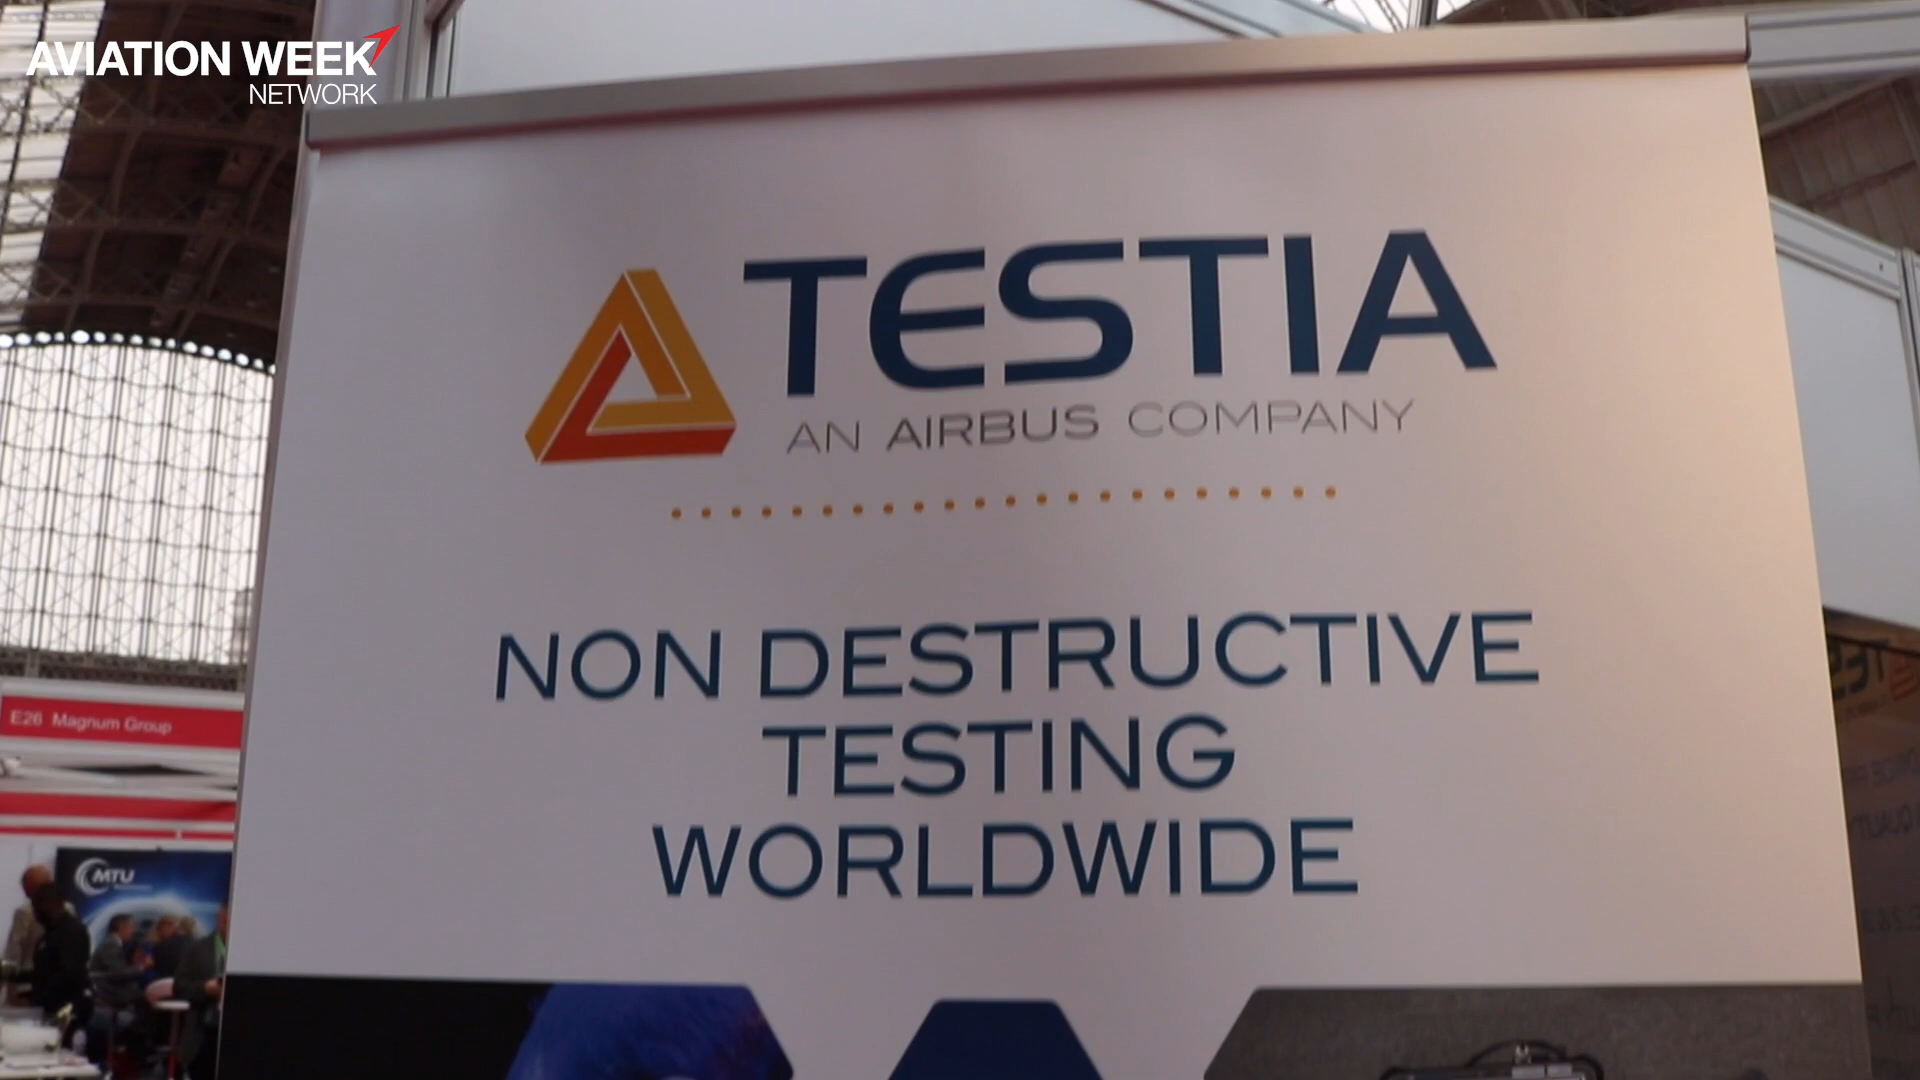 AVIATION WEEK
NETWORK
TESTIA
AN AIRBUS COMPANY
NON DESTRUCTIVE
TESTING
WORLDWIDE
E26 Magnum Group
MTU